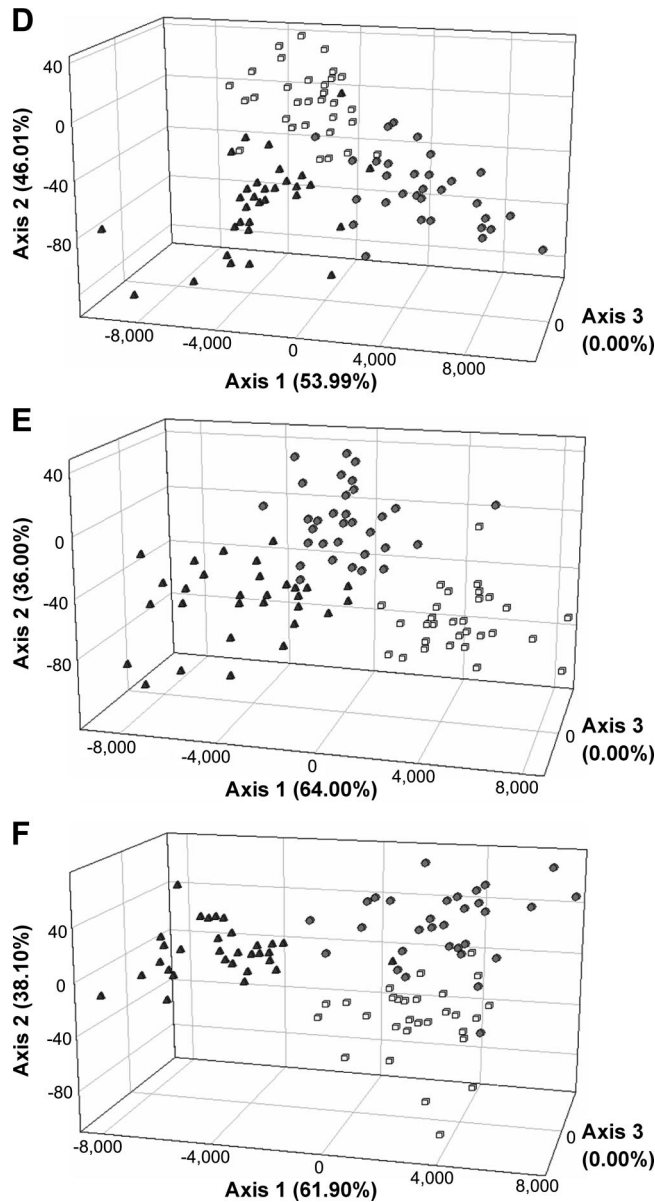 D
40
0
-40
-80
Axis 2 (46.01%)
-8,000
-4,000
0
4,000
8,000
Axis 1 (53.99%)
0
Axis 3
(0.00%)
E
40
0
-40
-80
Axis 2 (36.00%)
-8,000
-4,000
0
4,000
8,000
Axis 1 (64.00%)
0
Axis 3
(0.00%)
F
40
0
-40
-80
Axis 2 (38.10%)
-8,000
-4,000
0
4,000
8,000
Axis 1 (61.90%)
0
Axis 3
(0.00%)